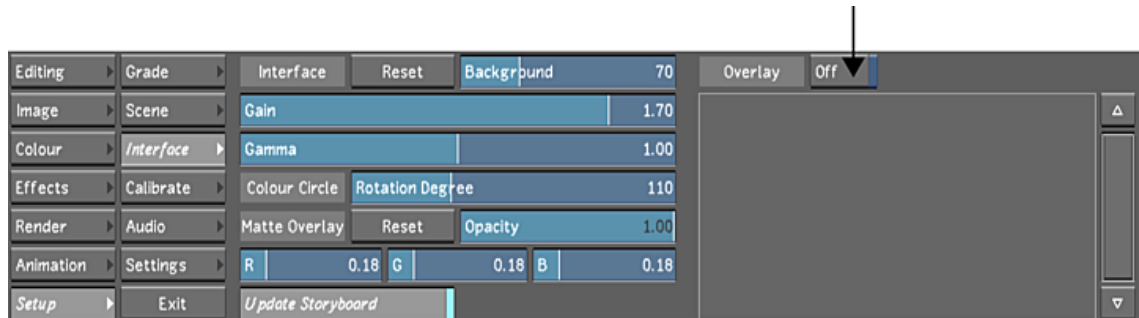 Editing Grade Interface Reset Background 70 Overlay Off
Image Scene Gain 1.70
Colour Interface Gamma 1.00
Effects Calibrate Colour Circle Rotation Degree 110
Render Audio Matte Overlay Reset Opacity 1.00
Animation Settings R 0.18 G 0.18 B 0.18
Setup Exit Update Storyboard